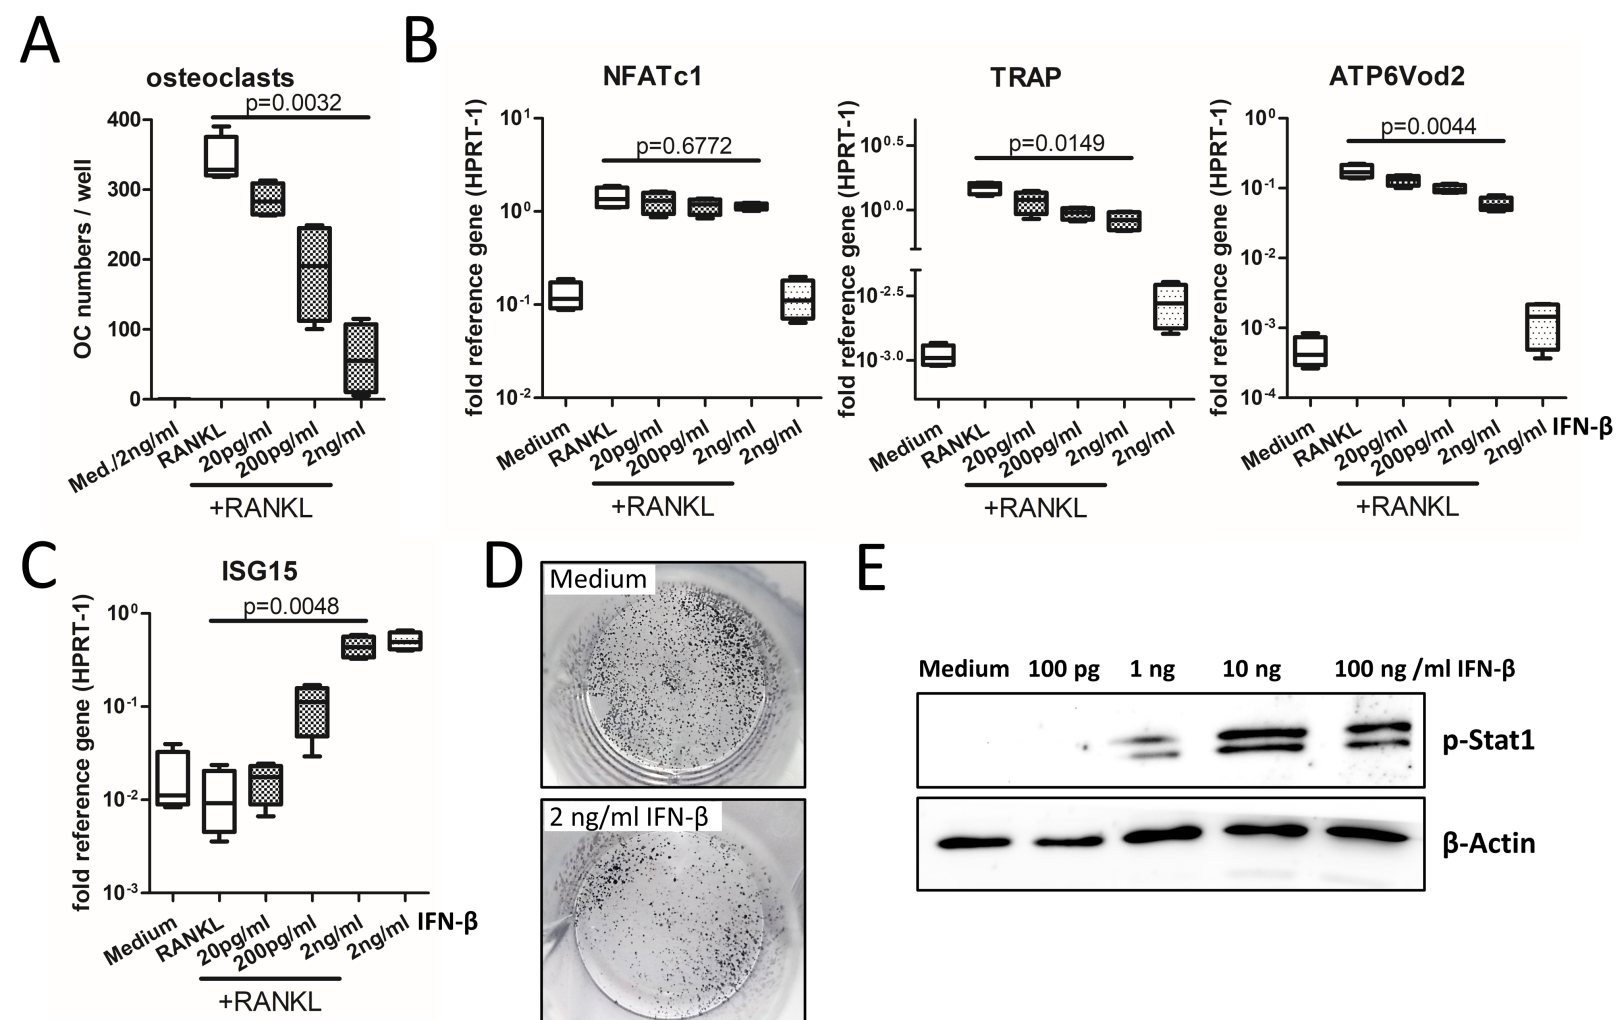 A
osteoclasts
p=0.0032
OC numbers / well
400
300
200
100
0
Med./2ng/ml
RANKL
20pg/ml
200pg/ml
2ng/ml
+RANKL
B
NFATc1
p=0.6772
fold reference gene (HPRT-1)
10^1
10^0
10^-1
10^-2
Medium
RANKL
20pg/ml
200pg/ml
2ng/ml
2ng/ml
+RANKL
TRAP
p=0.0149
fold reference gene (HPRT-1)
10^0.5
10^0.0
10^-2.5
10^-3.0
Medium
RANKL
20pg/ml
200pg/ml
2ng/ml
2ng/ml
+RANKL
ATP6Vod2
p=0.0044
fold reference gene (HPRT-1)
10^0
10^-1
10^-2
10^-3
10^-4
Medium
RANKL
20pg/ml
200pg/ml
2ng/ml
2ng/ml
IFN-β
+RANKL
C
ISG15
p=0.0048
fold reference gene (HPRT-1)
10^0
10^-1
10^-2
10^-3
Medium
RANKL
20pg/ml
200pg/ml
2ng/ml
2ng/ml
IFN-β
+RANKL
D
Medium
2 ng/ml IFN-β
E
Medium 100 pg 1 ng 10 ng 100 ng /ml IFN-β
p-Stat1
β-Actin